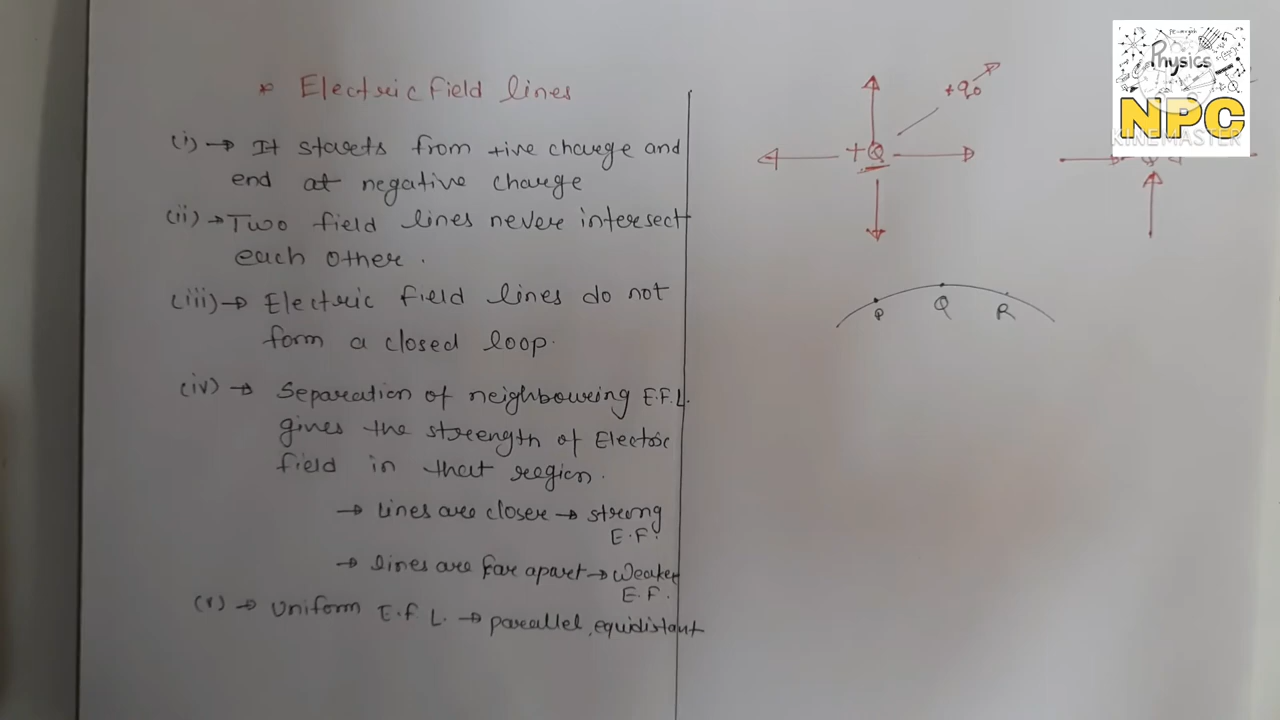 * Electric field lines
(i) → It starts from +ive charge and
end at negative charge
(ii) → Two field lines never intersect
each other.
(iii) → Electric field lines do not
form a closed loop.
(iv) → Separation of neighbouring E.F.L.
gives the strength of Electric
field in that region.
→ Lines are closer → strong
E.F.
→ lines are far apart → Weaker
E.F.
(v) → Uniform E.F.L. → parallel, equidistant
+q₀
+Q
P Q R
Physics
NPC
KINEMASTER